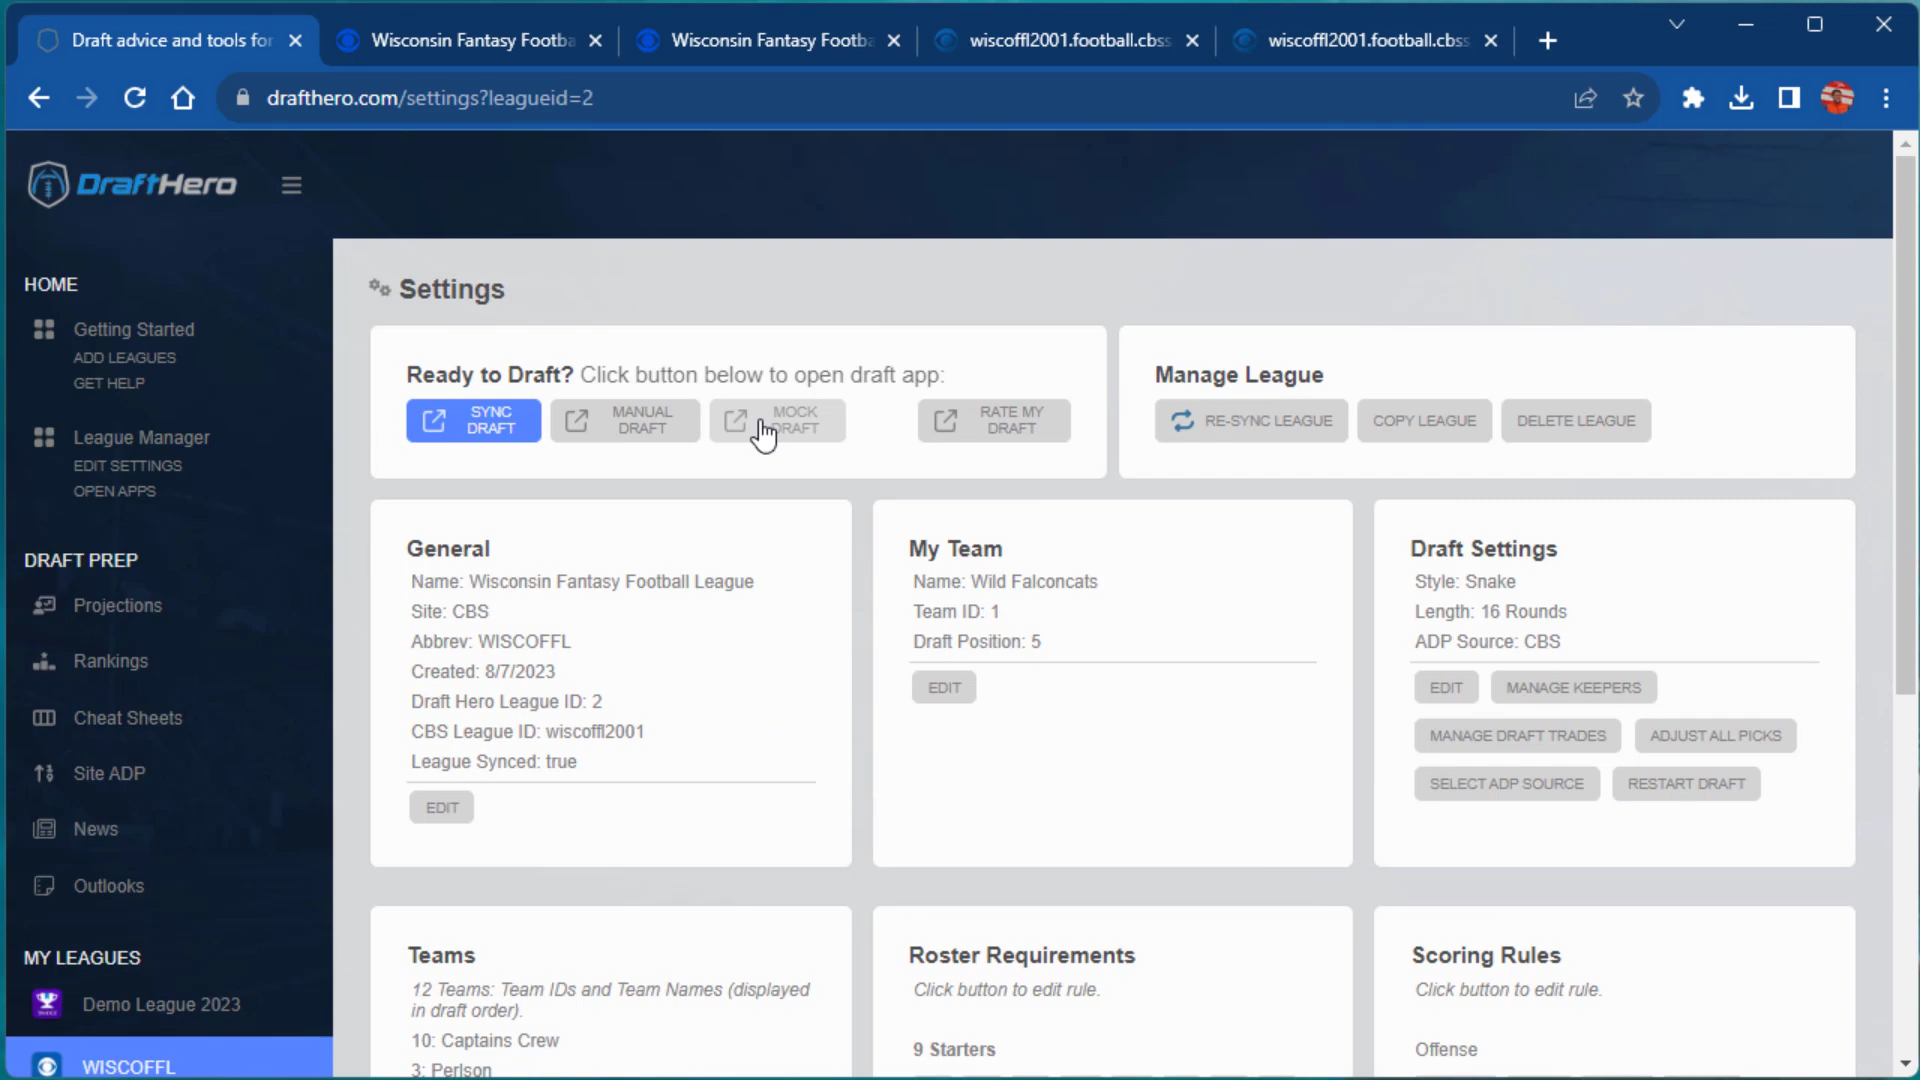 Draft advice and tools for
Wisconsin Fantasy Footba
Wisconsin Fantasy Footba
wiscoffl2001.football.cbss
wiscoffl2001.football.cbss
drafthero.com/settings?leagueid=2
DraftHero
HOME
Getting Started
ADD LEAGUES
GET HELP
League Manager
EDIT SETTINGS
OPEN APPS
DRAFT PREP
Projections
Rankings
Cheat Sheets
Site ADP
News
Outlooks
MY LEAGUES
Demo League 2023
WISCOFFL
Settings
Ready to Draft? Click button below to open draft app:
SYNC
DRAFT
MANUAL
DRAFT
MOCK
DRAFT
RATE MY
DRAFT
Manage League
RE-SYNC LEAGUE
COPY LEAGUE
DELETE LEAGUE
General
Name: Wisconsin Fantasy Football League
Site: CBS
Abbrev: WISCOFFL
Created: 8/7/2023
Draft Hero League ID: 2
CBS League ID: wiscoffl2001
League Synced: true
EDIT
My Team
Name: Wild Falconcats
Team ID: 1
Draft Position: 5
EDIT
Draft Settings
Style: Snake
Length: 16 Rounds
ADP Source: CBS
EDIT
MANAGE KEEPERS
MANAGE DRAFT TRADES
ADJUST ALL PICKS
SELECT ADP SOURCE
RESTART DRAFT
Teams
12 Teams: Team IDs and Team Names (displayed
in draft order).
10: Captains Crew
3: Perlson
Roster Requirements
Click button to edit rule.
9 Starters
Scoring Rules
Click button to edit rule.
Offense